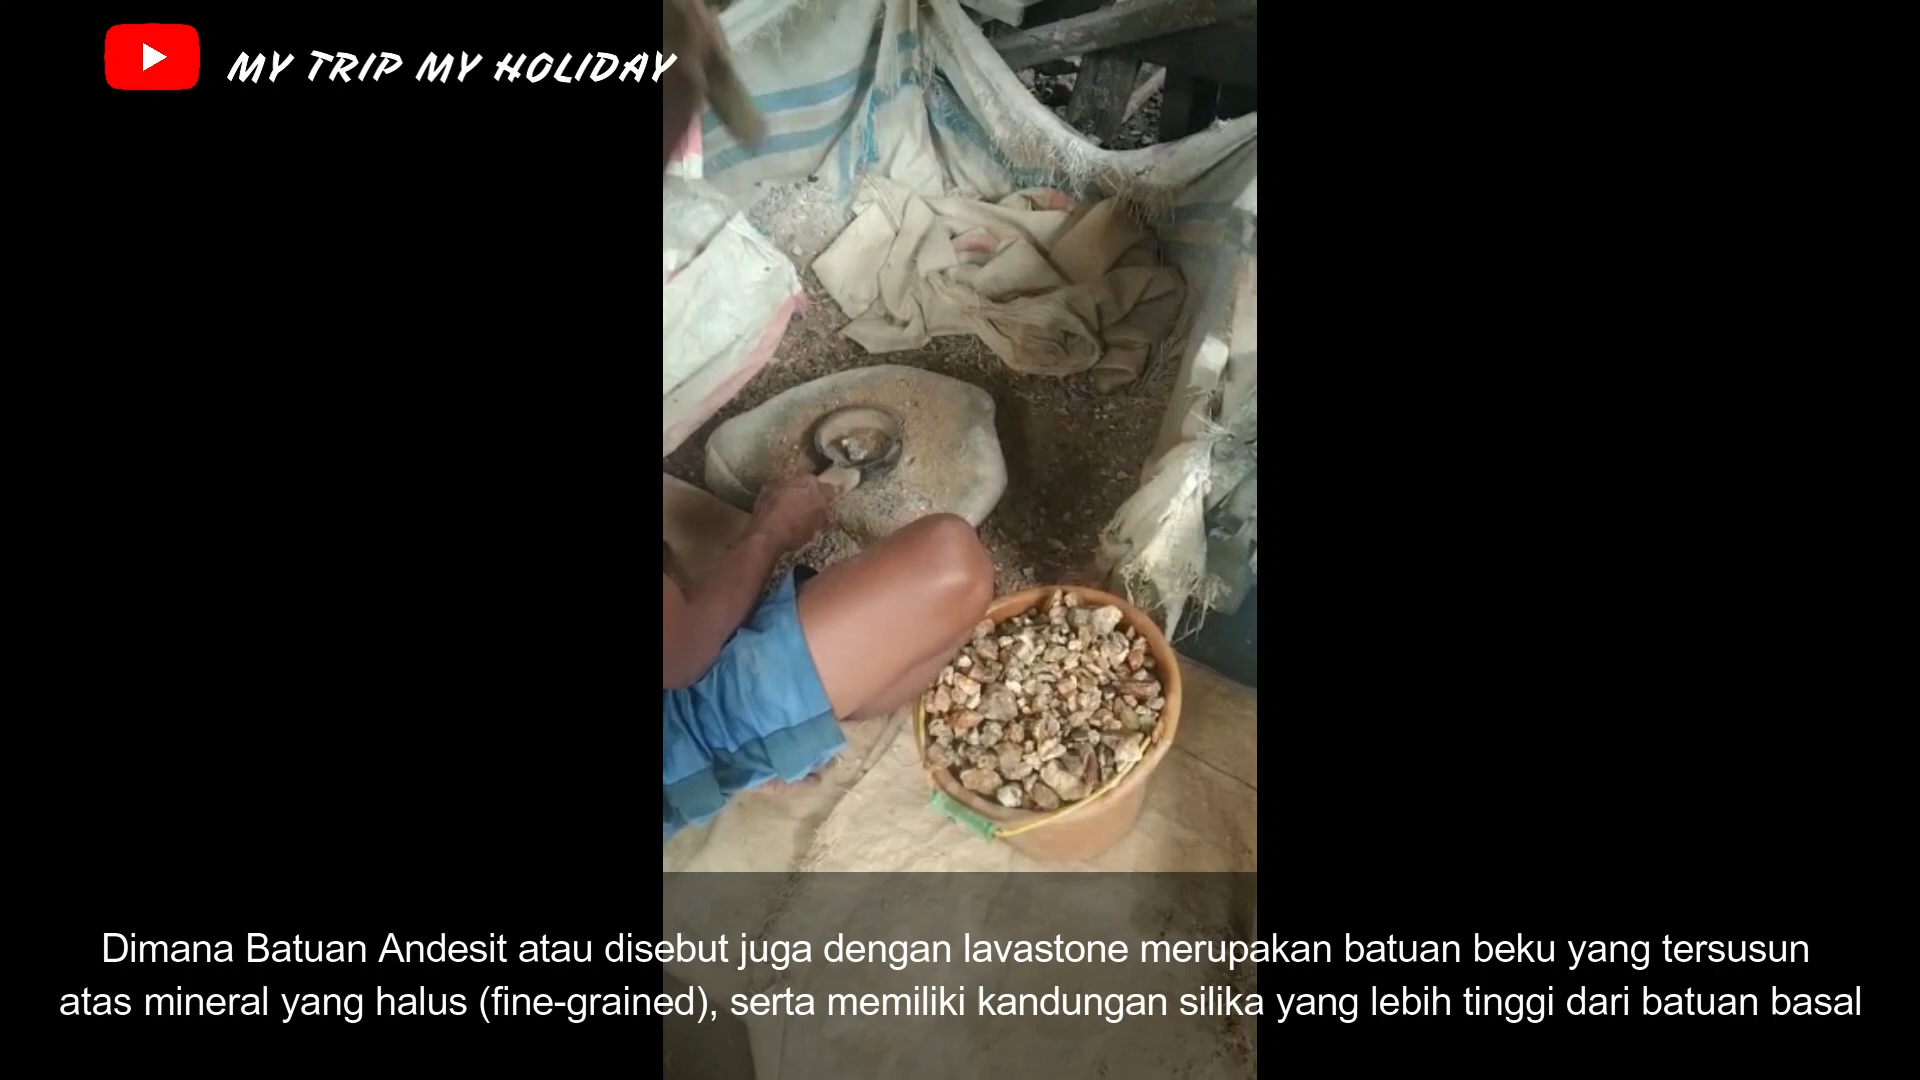 MY TRIP MY HOLIDAY
Dimana Batuan Andesit atau disebut juga dengan lavastone merupakan batuan beku yang tersusun
atas mineral yang halus (fine-grained), serta memiliki kandungan silika yang lebih tinggi dari batuan basal